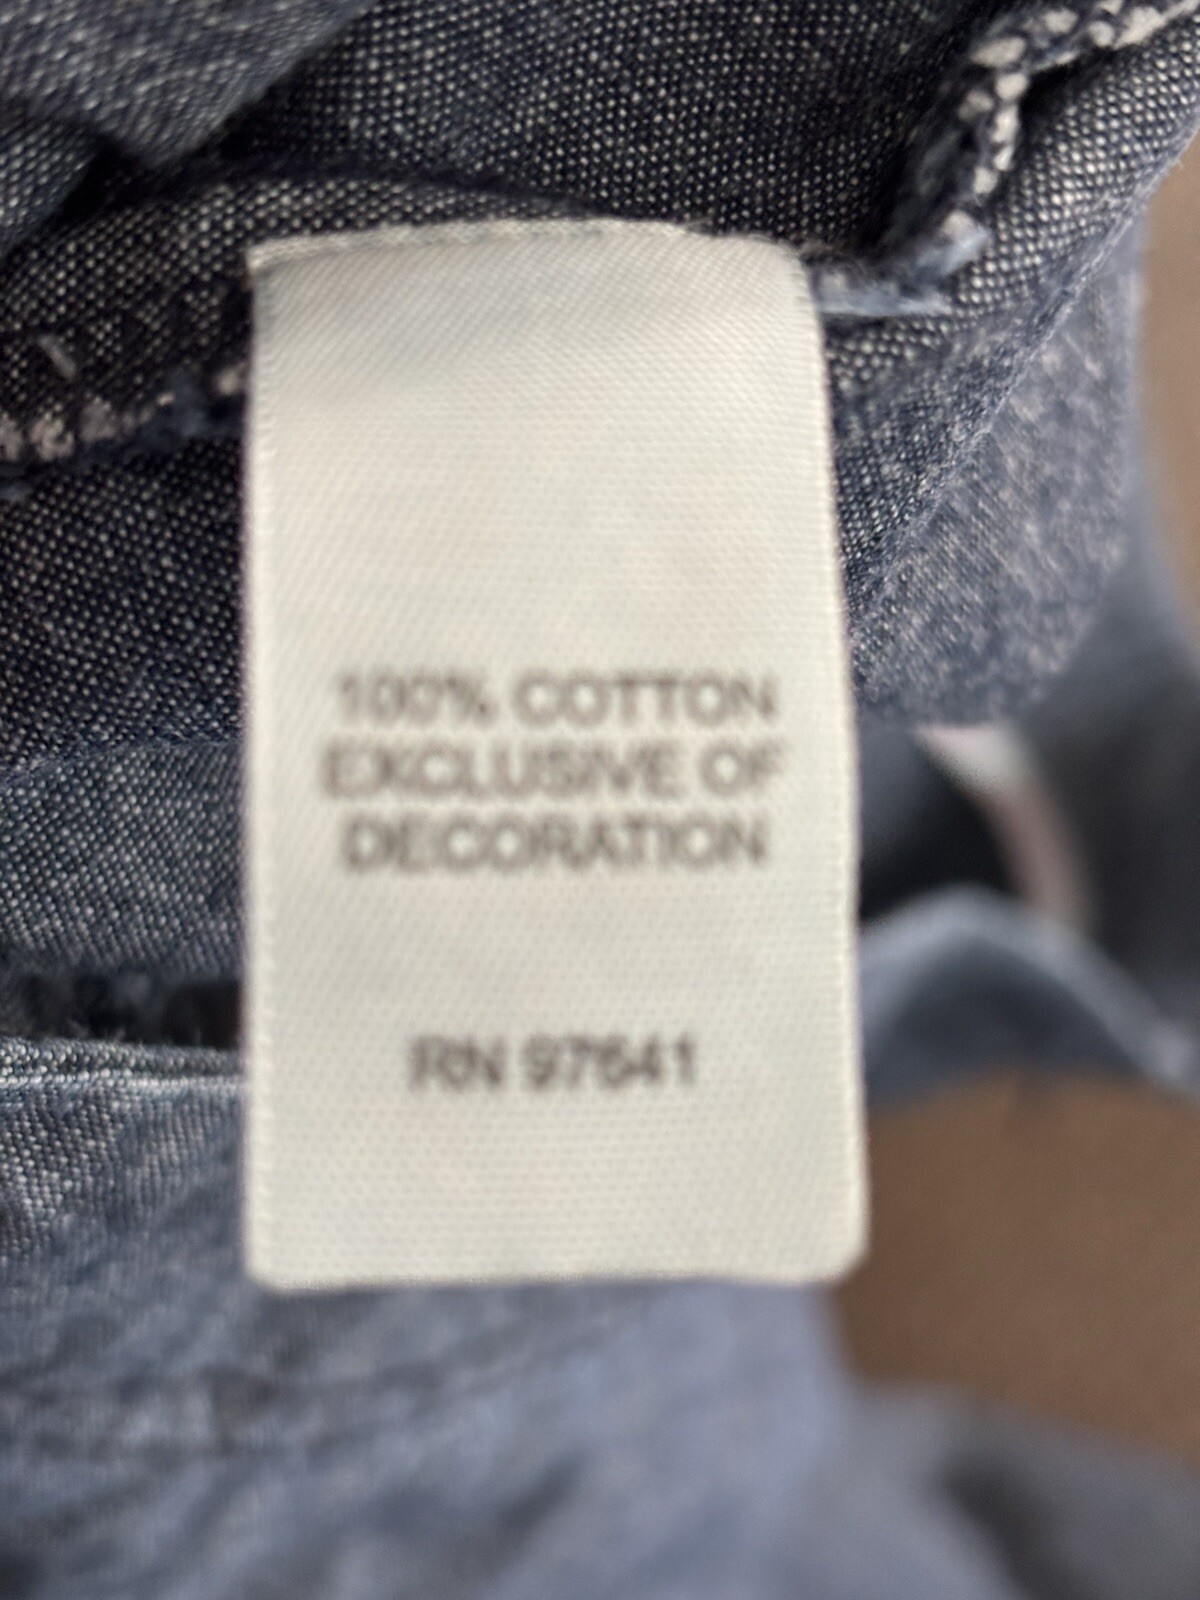 100% COTTON
EXCLUSIVE OF
DECORATION
RN 97641